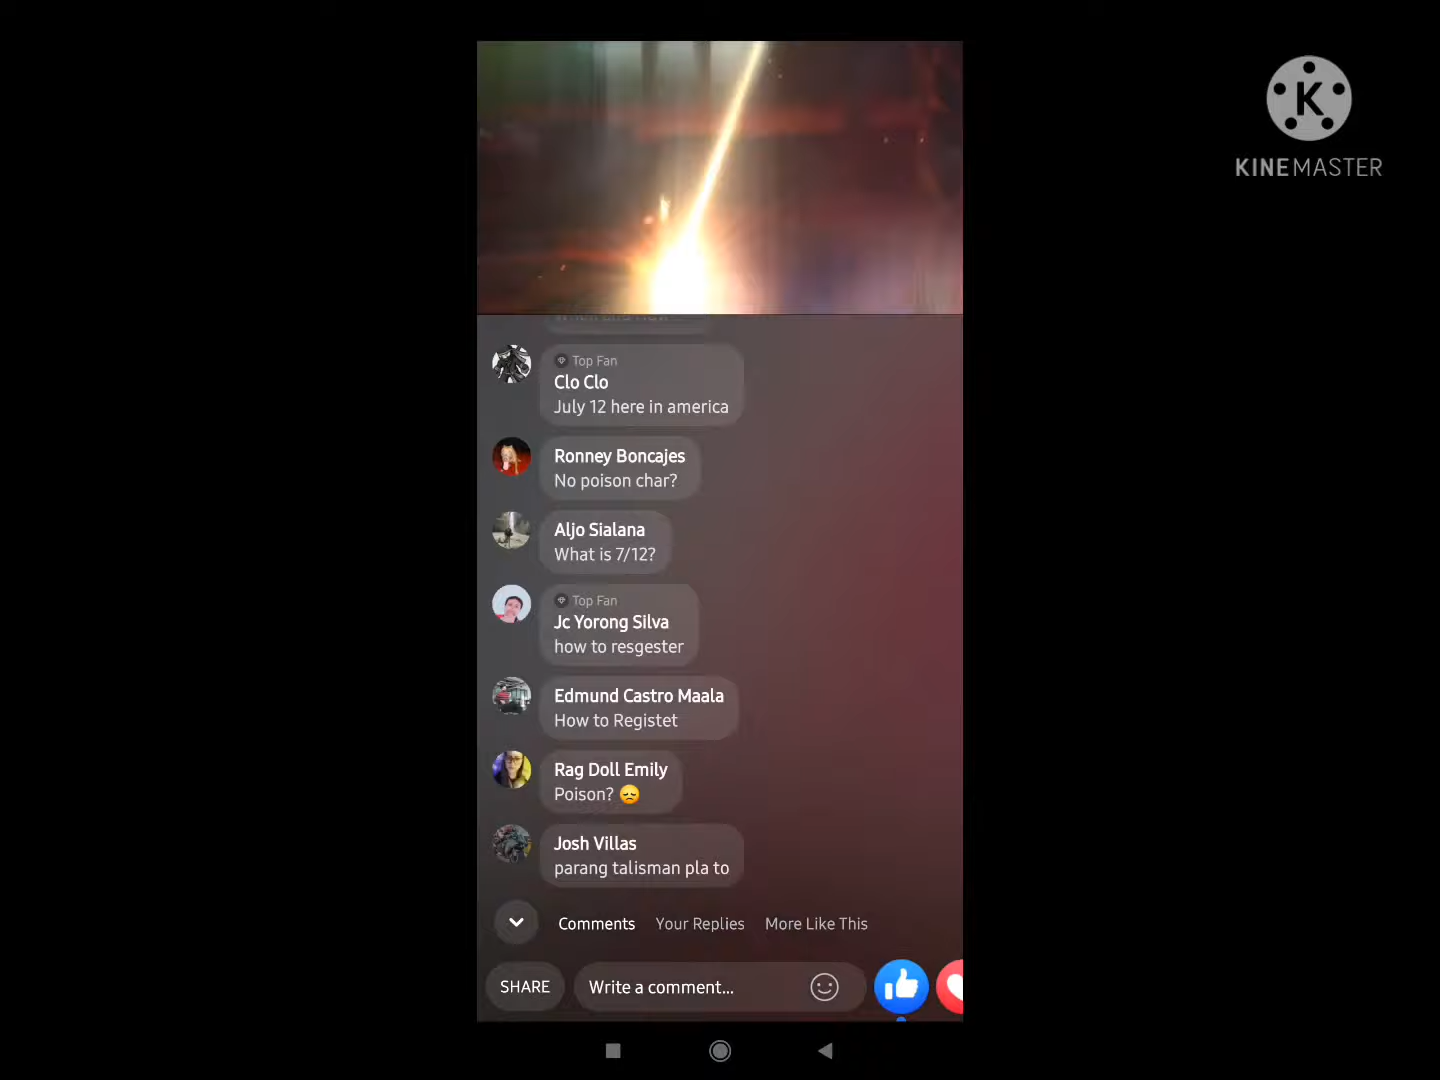 K
KINEMASTER
Top Fan
Clo Clo
July 12 here in america
Ronney Boncajes
No poison char?
Aljo Sialana
What is 7/12?
Top Fan
Jc Yorong Silva
how to resgester
Edmund Castro Maala
How to Registet
Rag Doll Emily
Poison? 😞
Josh Villas
parang talisman pla to
Comments Your Replies More Like This
SHARE Write a comment...